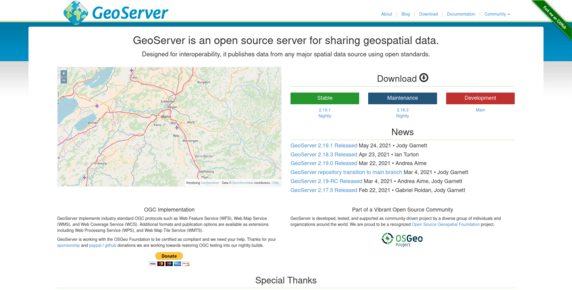 GeoServer
About | Blog | Download | Documentation | Community
GeoServer is an open source server for sharing geospatial data.
Designed for interoperability, it publishes data from any major spatial data source using open standards.
Download
Stable
Maintenance
Development
2.19.1
2.18.3
Main
Nightly
Nightly
News
GeoServer 2.19.1 Released May 24, 2021 • Jody Garnett
GeoServer 2.18.3 Released Apr 23, 2021 • Ian Turton
GeoServer 2.19.0 Released Mar 22, 2021 • Andrea Aime
GeoServer repository transition to main branch Mar 4, 2021 • Jody Garnett
GeoServer 2.19-RC Released Mar 4, 2021 • Andrea Aime, Jody Garnett
GeoServer 2.17.5 Released Feb 22, 2021 • Gabriel Roldan, Jody Garnett
OGC Implementation
GeoServer implements industry standard OGC protocols such as Web Feature Service (WFS), Web Map Service
(WMS), and Web Coverage Service (WCS). Additional formats and publication options are available as extensions
including Web Processing Service (WPS), and Web Map Tile Service (WMTS).
GeoServer is working with the OSGeo Foundation to be certified as compliant and we need your help. Thanks for your
sponsorship and paypal / github donations we are working towards restoring OGC testing into our nightly builds.
Donate
Part of a Vibrant Open Source Community
GeoServer is developed, tested, and supported as community-driven project by a diverse group of individuals and
organizations around the world. We are proud to be a recognized Open Source Geospatial Foundation project.
OSGeo
Project
Special Thanks